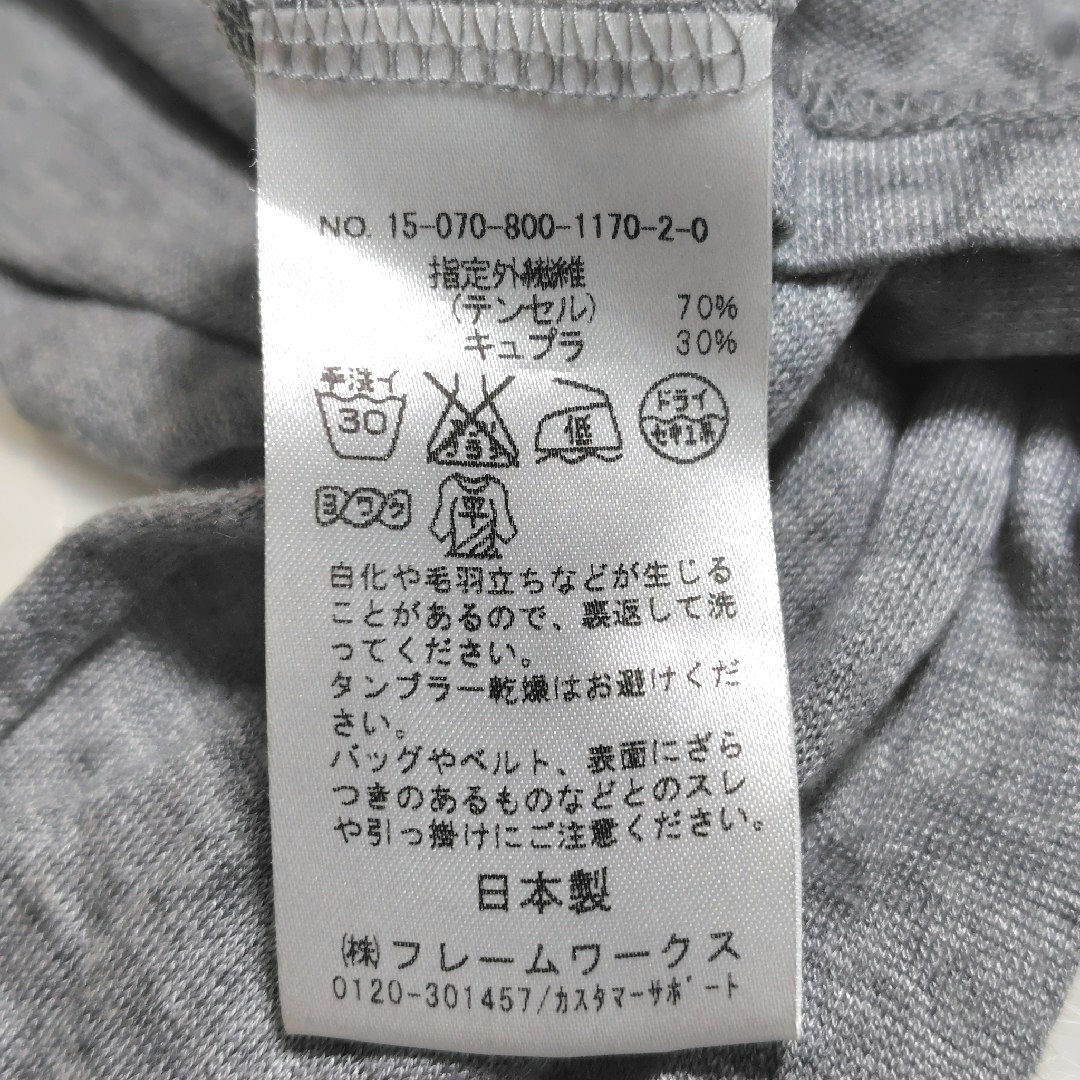 NO. 15-070-800-1170-2-0
指定外繊維
(テンセル) 70%
キュプラ 30%
手洗イ
30
エンソ
サラシ
低
ドライ
セキユ系
ヨワク
平
白化や毛羽立ちなどが生じる
ことがあるので、裏返して洗
ってください。
タンブラー乾燥はお避けくだ
さい。
バッグやベルト、表面にざら
つきのあるものなどとのスレ
や引っ掛けにご注意ください。
日本製
(株)フレームワークス
0120-301457/カスタマーサポート